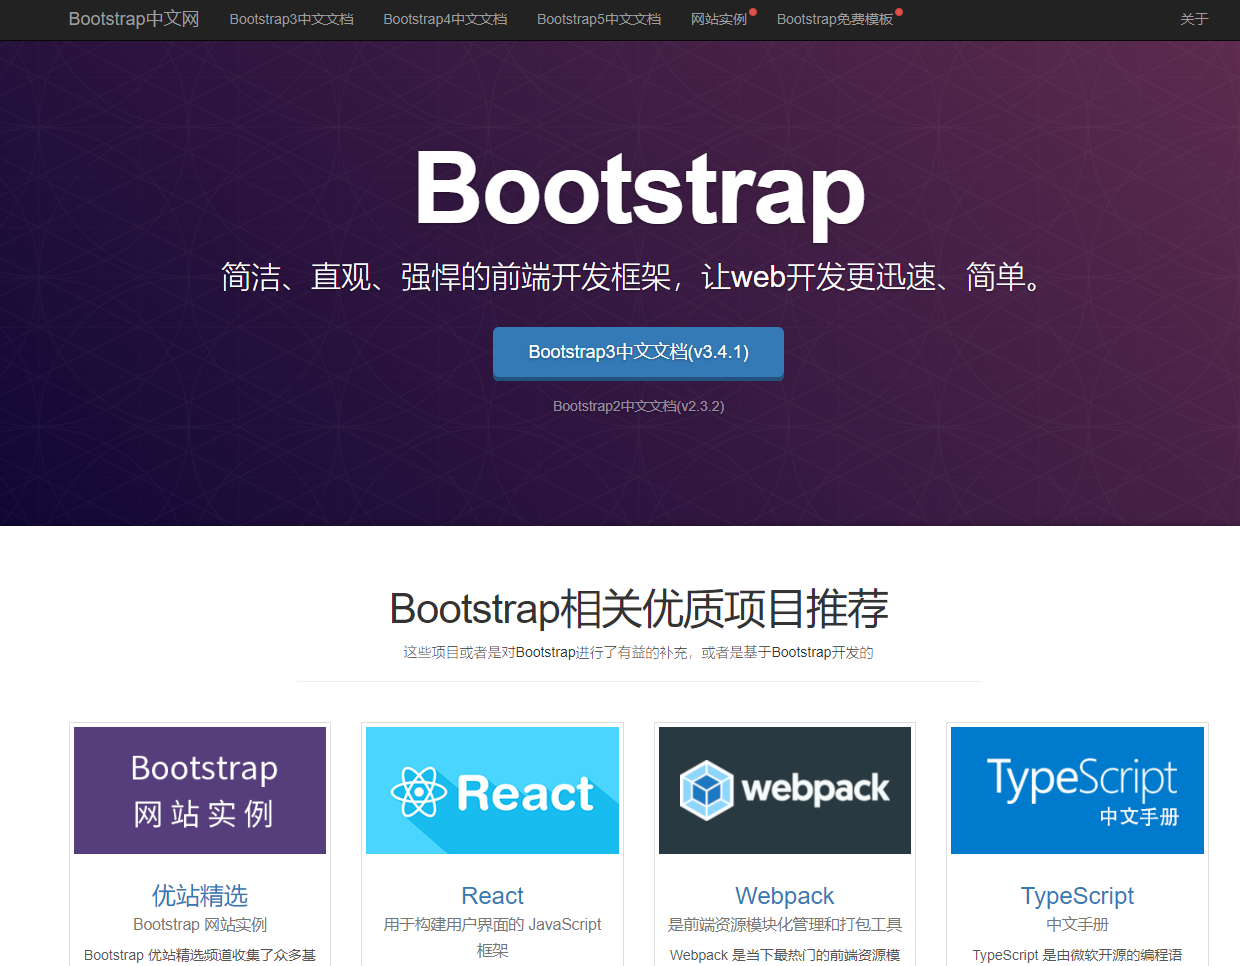 Bootstrap中文网 Bootstrap3中文文档 Bootstrap4中文文档 Bootstrap5中文文档 网站实例 Bootstrap免费模板 关于
Bootstrap
简洁、直观、强悍的前端开发框架，让web开发更迅速、简单。
Bootstrap3中文文档(v3.4.1)
Bootstrap2中文文档(v2.3.2)
Bootstrap相关优质项目推荐
这些项目或者是对Bootstrap进行了有益的补充，或者是基于Bootstrap开发的
Bootstrap
网站实例
优站精选
Bootstrap 网站实例
Bootstrap 优站精选频道收集了众多基
React
React
用于构建用户界面的 JavaScript
框架
webpack
Webpack
是前端资源模块化管理和打包工具
Webpack 是当下最热门的前端资源模
TypeScript
中文手册
TypeScript
中文手册
TypeScript 是由微软开源的编程语